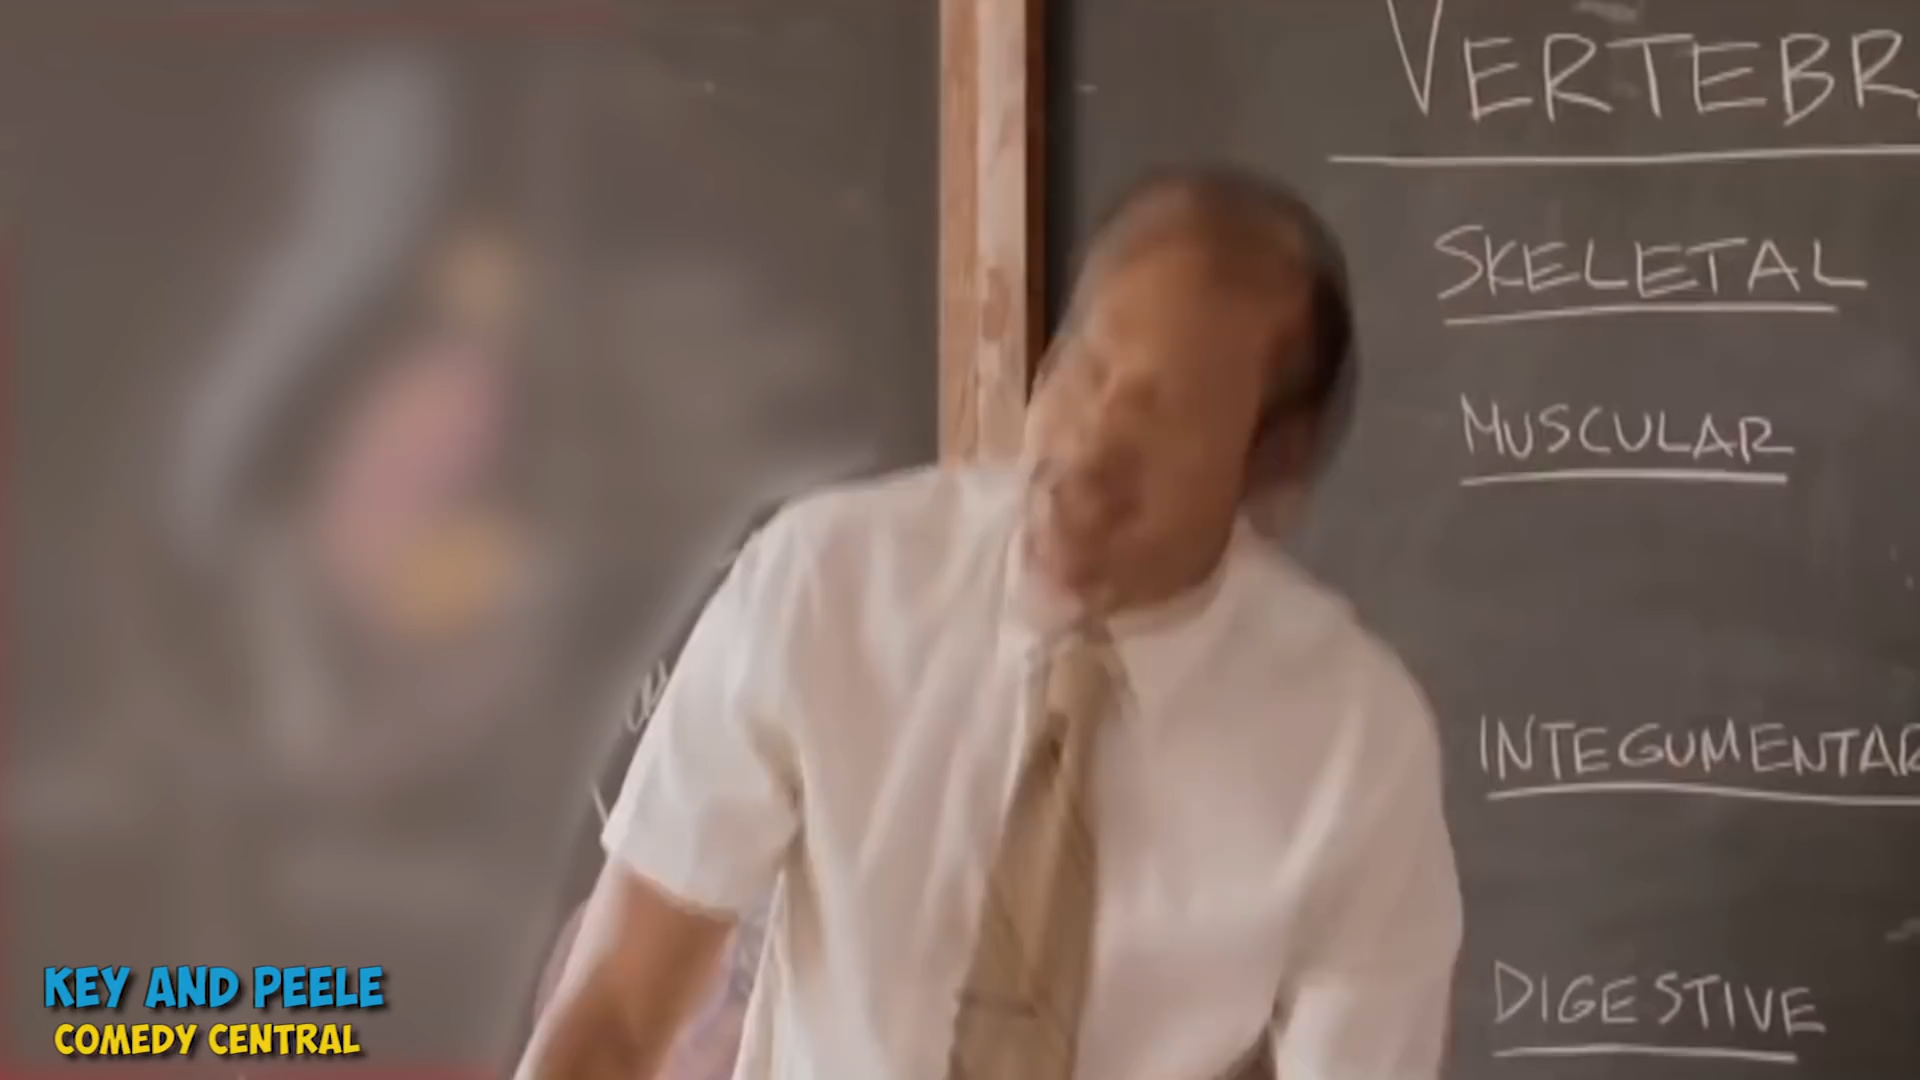 VERTEBR
SKELETAL
MUSCULAR
INTEGUMENTAR
DIGESTIVE
KEY AND PEELE
COMEDY CENTRAL